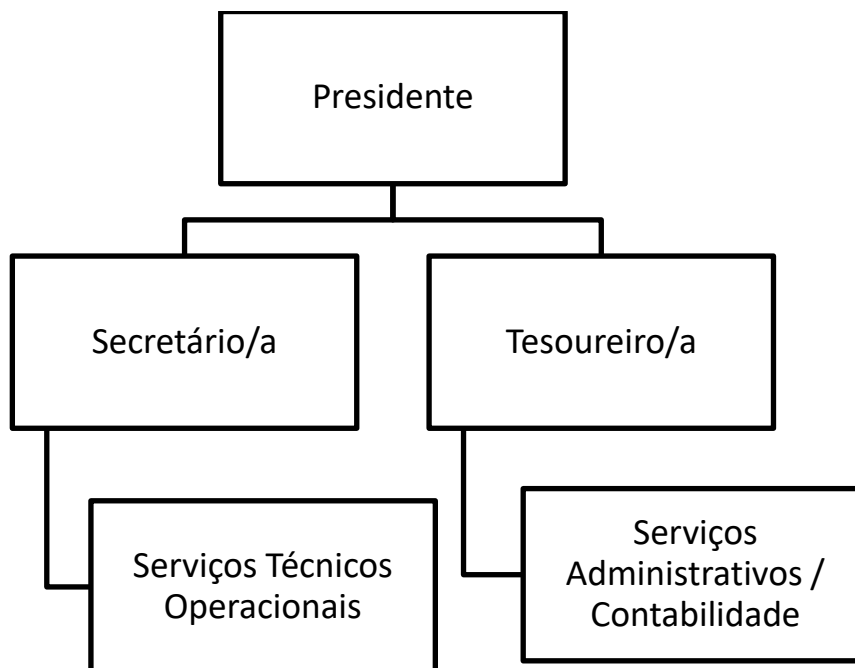 Presidente
Secretário/a
Tesoureiro/a
Serviços Técnicos
Operacionais
Serviços
Administrativos /
Contabilidade